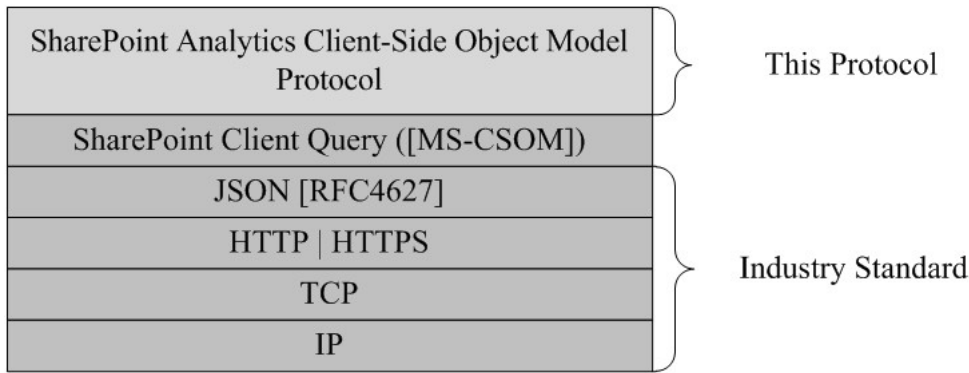 SharePoint Analytics Client-Side Object Model
Protocol
This Protocol
SharePoint Client Query ([MS-CSOM])
JSON [RFC4627]
HTTP | HTTPS
TCP
IP
Industry Standard